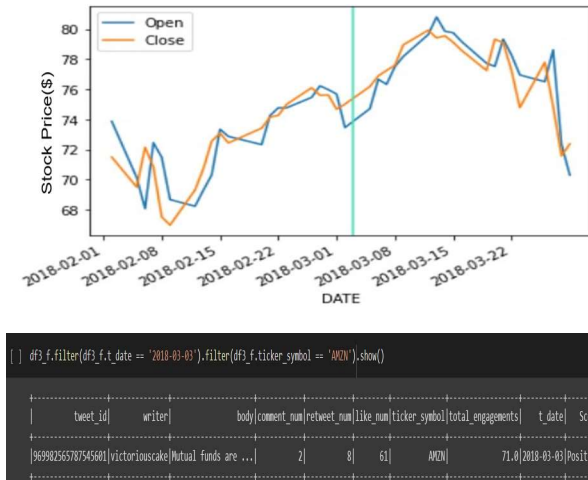 80
78
76
74
72
70
68
Open
Close
Stock Price($)
2018-02-01
2018-02-08
2018-02-15
2018-02-22
2018-03-01
2018-03-08
2018-03-15
2018-03-22
DATE
[ ] df3_f.filter(df3_f.t_date == '2018-03-03').filter(df3_f.ticker_symbol == 'AMZN').show()
| tweet_id| writer| body|comment_num|retweet_num|like_num|ticker_symbol|total_engagements| t_date| Sc
|969982565787545601|victoriouscake|Mutual funds are ...| 2| 8| 61| AMZN| 71.0|2018-03-03|Posit